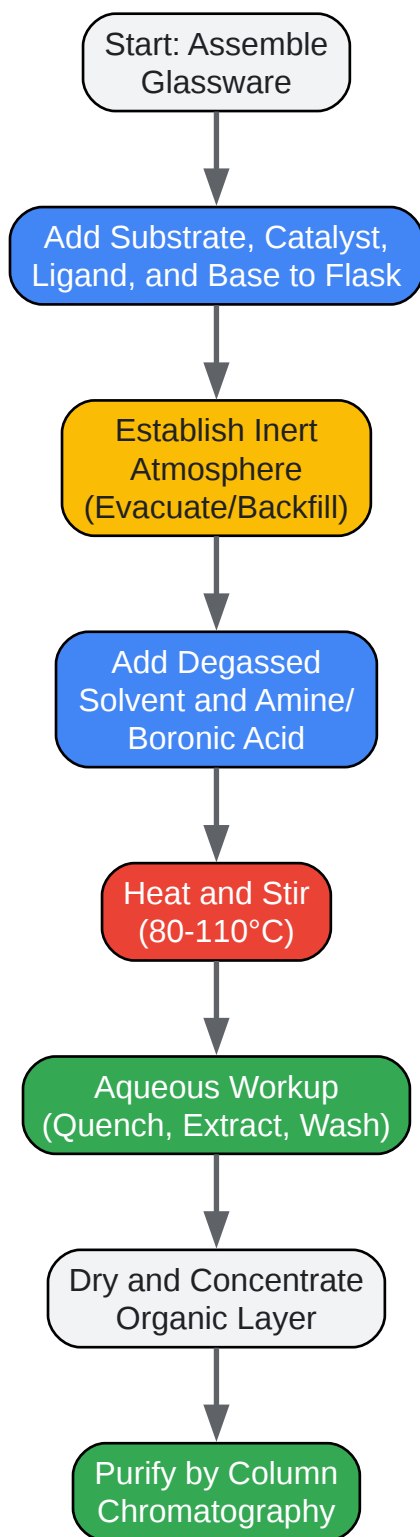 Start: Assemble
Glassware
Add Substrate, Catalyst,
Ligand, and Base to Flask
Establish Inert
Atmosphere
(Evacuate/Backfill)
Add Degassed
Solvent and Amine/
Boronic Acid
Heat and Stir
(80-110°C)
Aqueous Workup
(Quench, Extract, Wash)
Dry and Concentrate
Organic Layer
Purify by Column
Chromatography